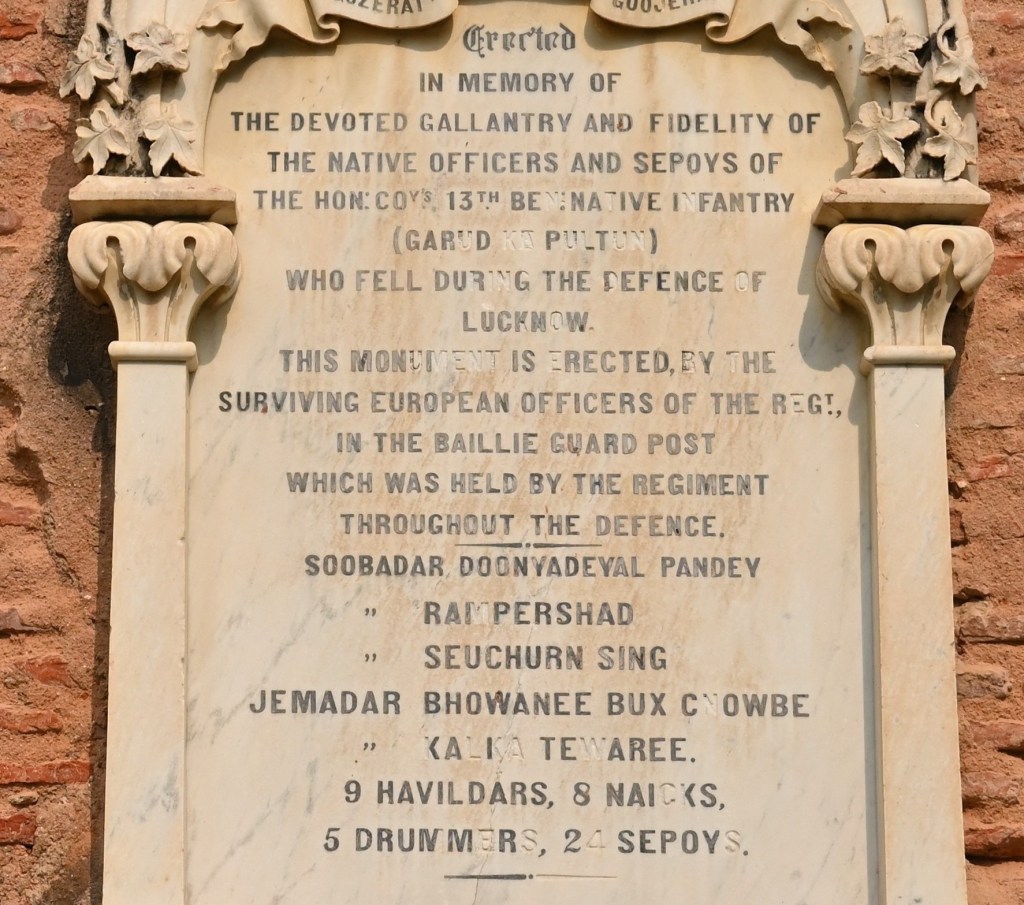 Erected
IN MEMORY OF
THE DEVOTED GALLANTRY AND FIDELITY OF
THE NATIVE OFFICERS AND SEPOYS OF
THE HON: COY'S. 13TH BEN: NATIVE INFANTRY
(GARUD KA PULTUN)
WHO FELL DURING THE DEFENCE OF
LUCKNOW.
THIS MONUMENT IS ERECTED, BY THE
SURVIVING EUROPEAN OFFICERS OF THE REGT,
IN THE BAILLIE GUARD POST
WHICH WAS HELD BY THE REGIMENT
THROUGHOUT THE DEFENCE.
SOOBADAR DOONYADEYAL PANDEY
„ RAMPERSHAD
„ SEUCHURN SING
JEMADAR BHOWANEE BUX CHOWBE
„ KALKA TEWAREE.
9 HAVILDARS, 8 NAICKS,
5 DRUMMERS, 24 SEPOYS.